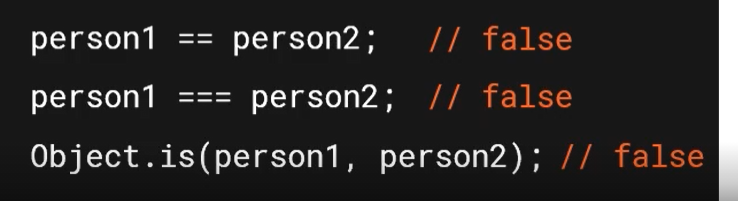 person1 == person2; // false
person1 === person2; // false
Object.is(person1, person2); // false